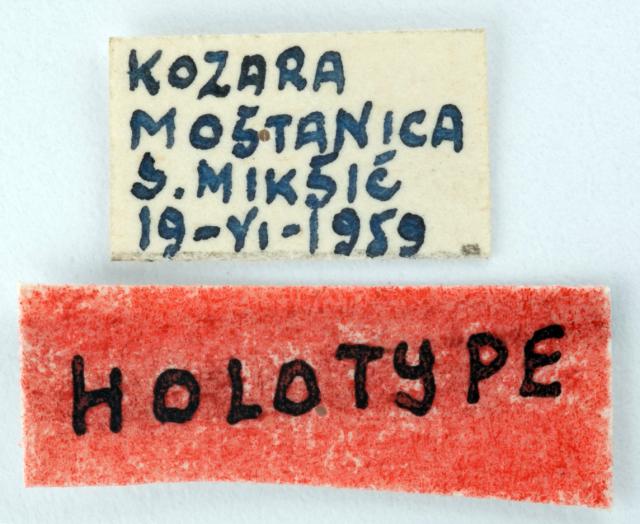 KOZARA
MOŠTANICA
S. MIKŠIĆ
19-VI-1959
HOLOTYPE